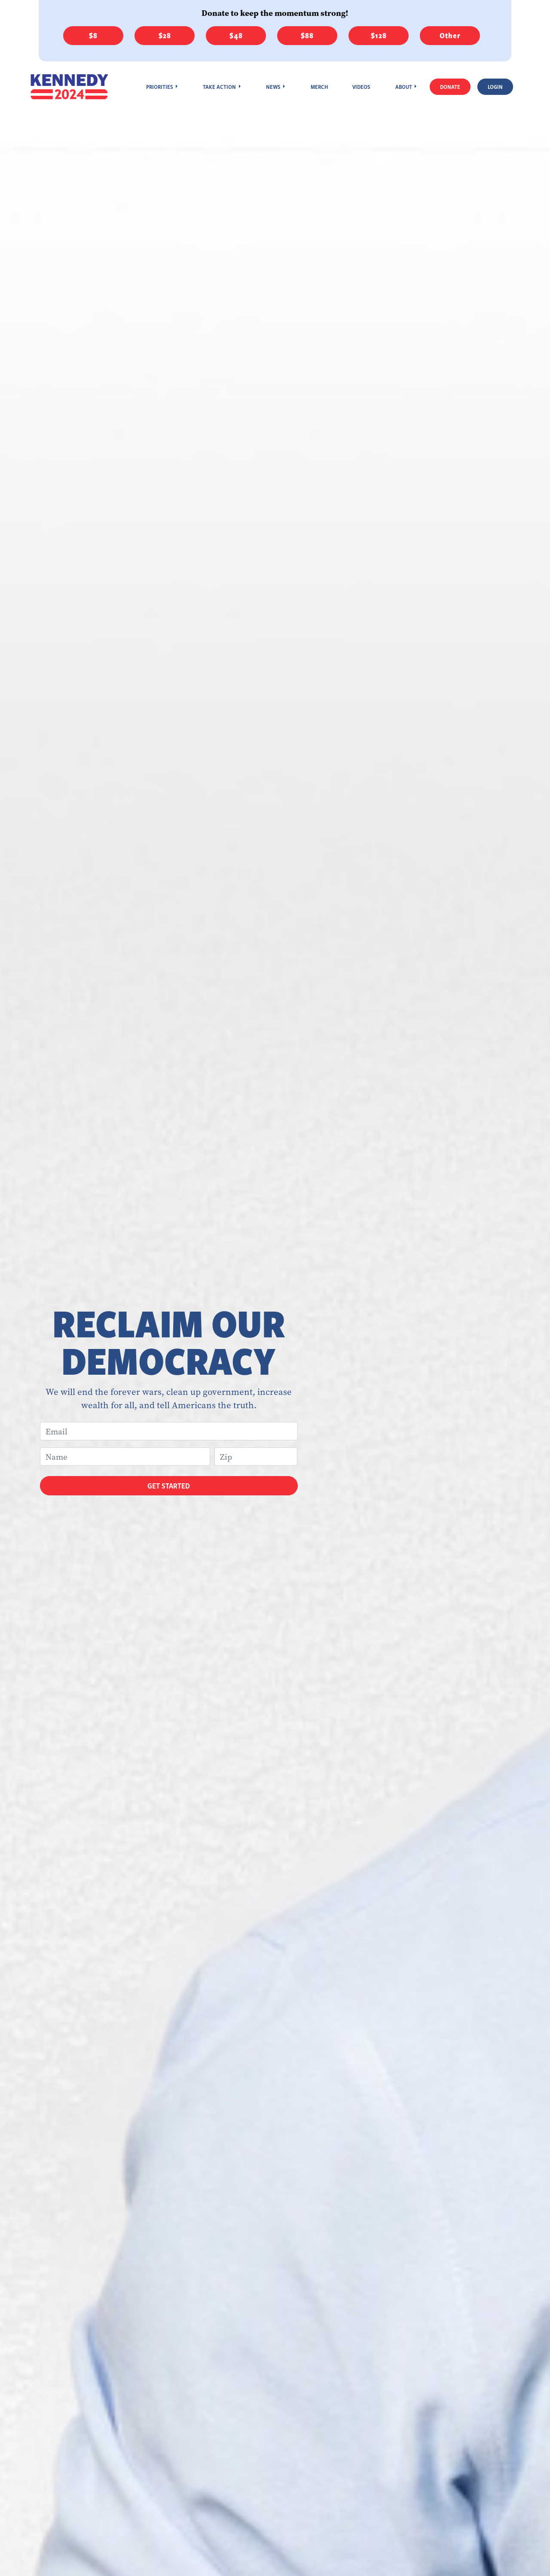 Donate to keep the momentum strong!
$8 $28 $48 $88 $128 Other
KENNEDY
2024
PRIORITIES TAKE ACTION NEWS MERCH VIDEOS ABOUT DONATE LOGIN
RECLAIM OUR
DEMOCRACY
We will end the forever wars, clean up government, increase
wealth for all, and tell Americans the truth.
Email
Name Zip
GET STARTED